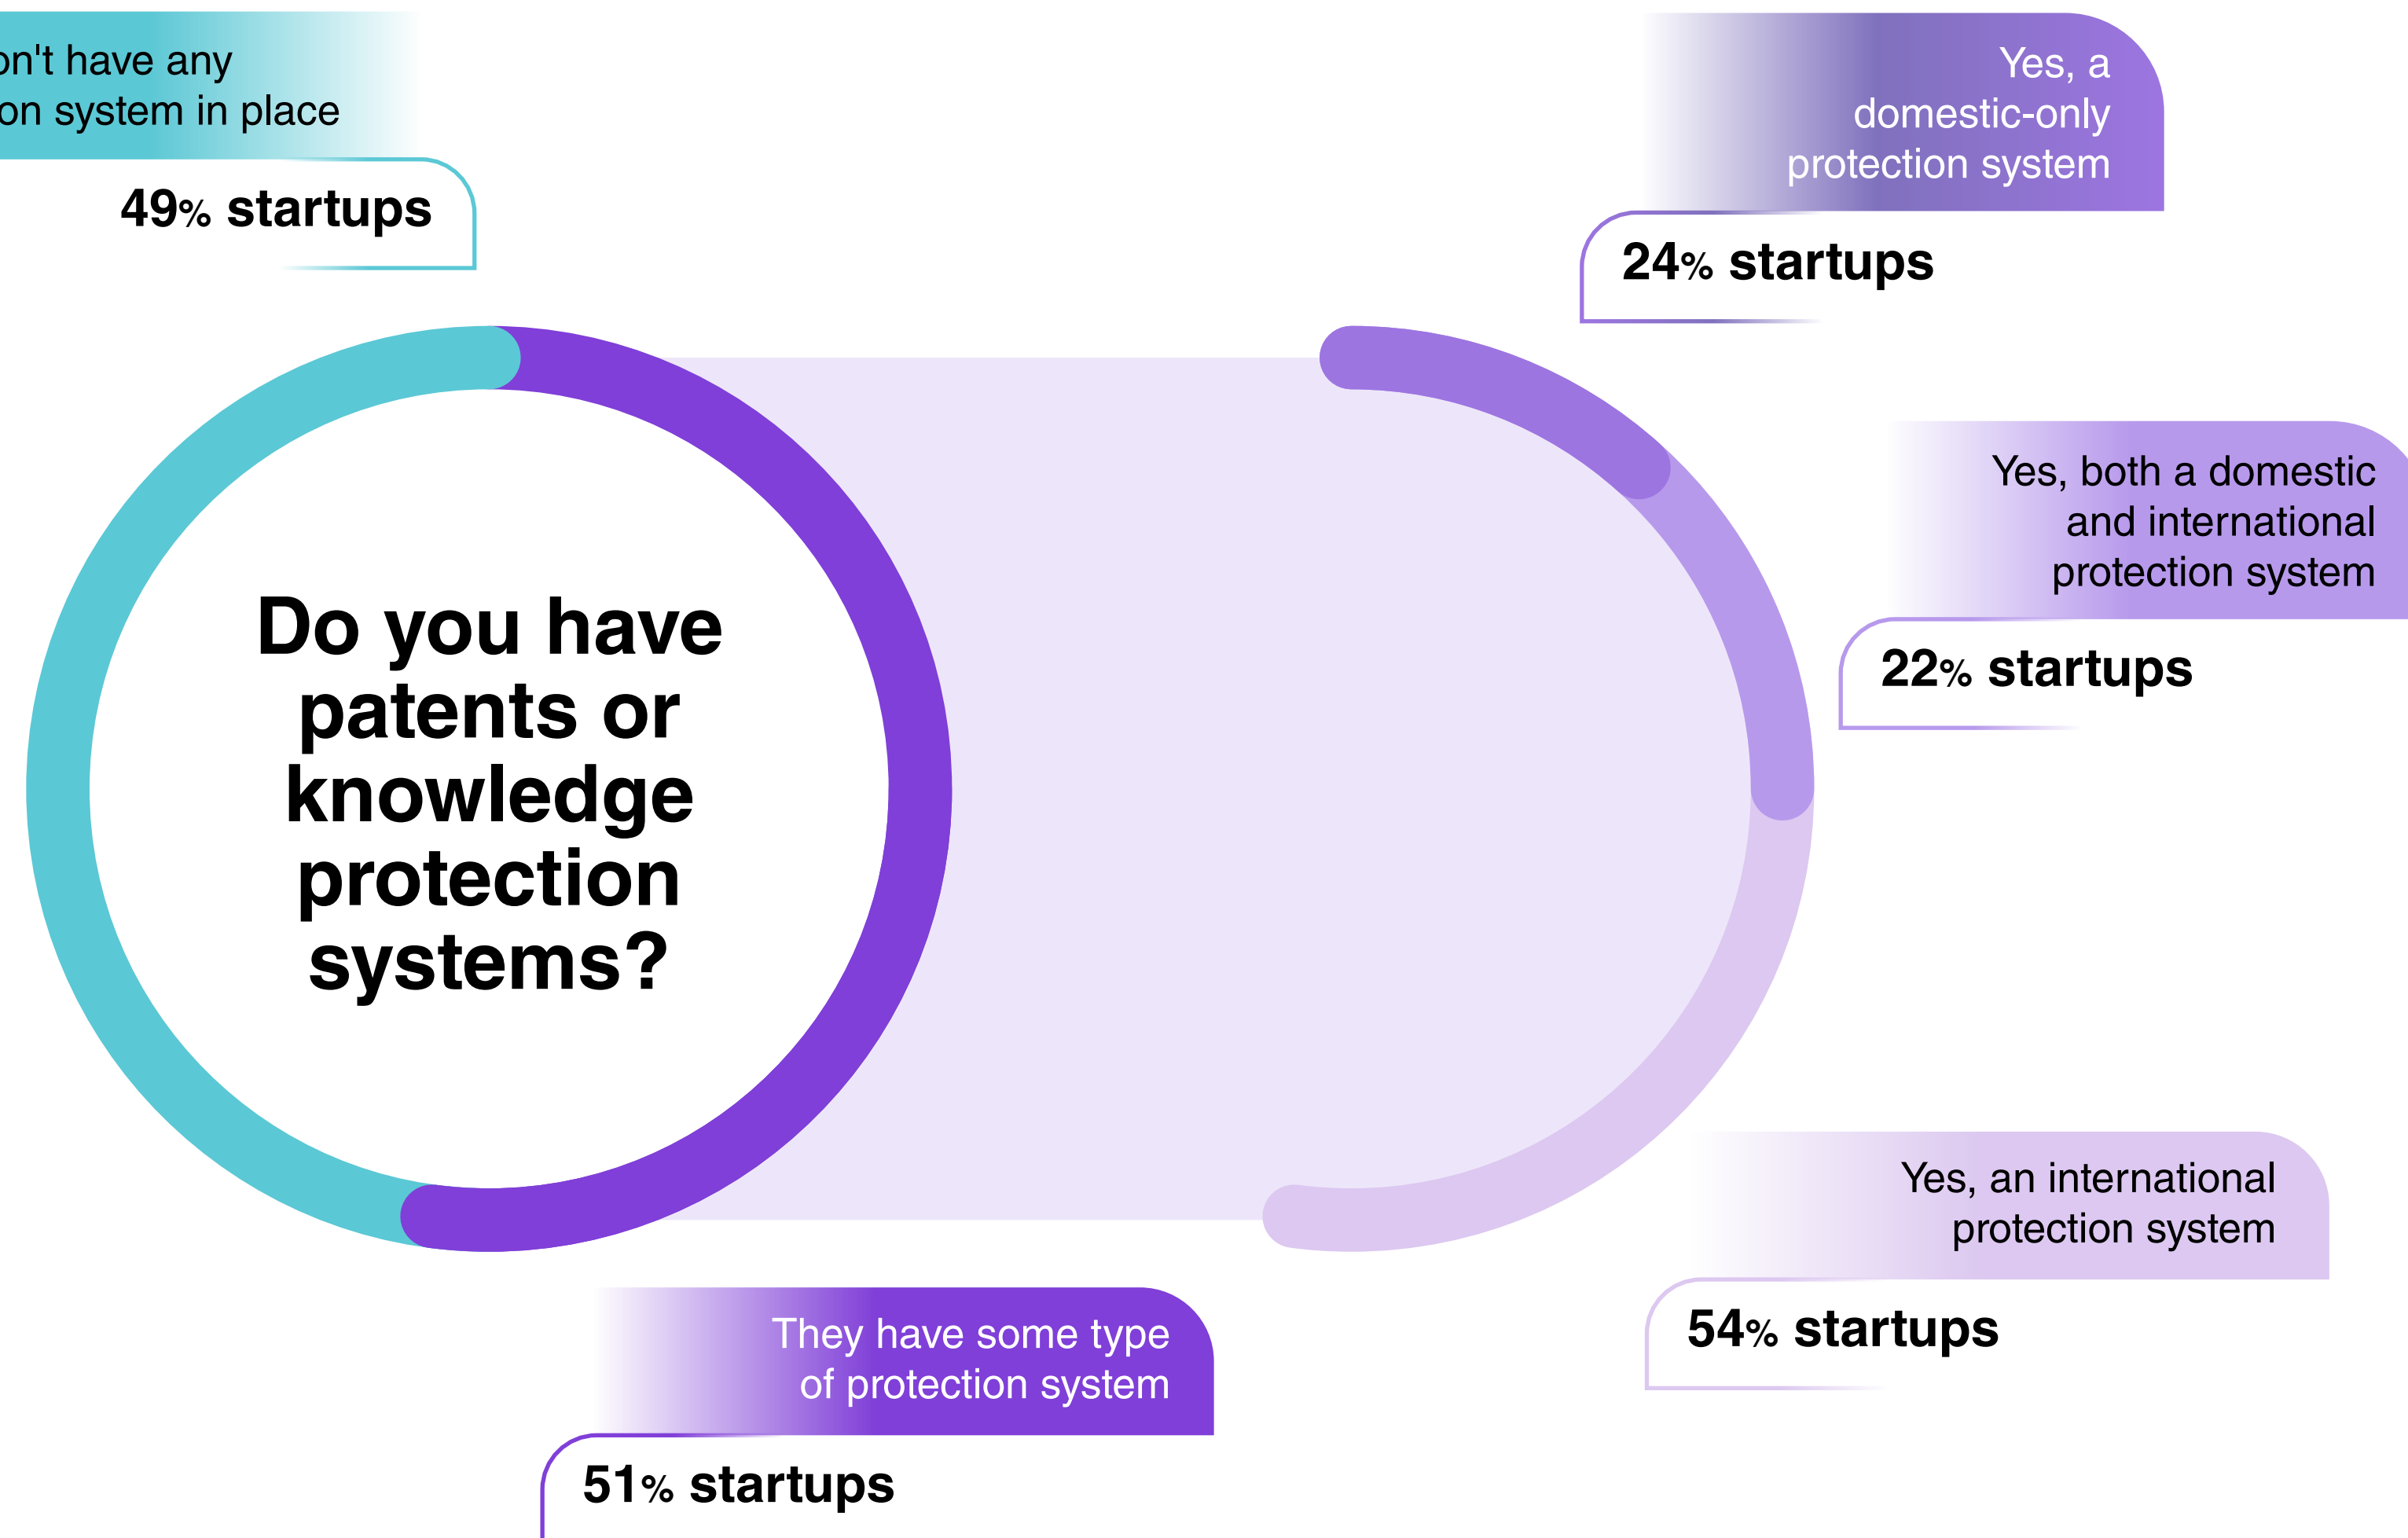 have any
system in place
49% startups
Yes, a
domestic-only
protection system
24% startups
Yes, both a domestic
and international
protection system
22% startups
Do you have
patents or
knowledge
protection
systems?
Yes, an international
protection system
54% startups
They have some type
of protection system
51% startups